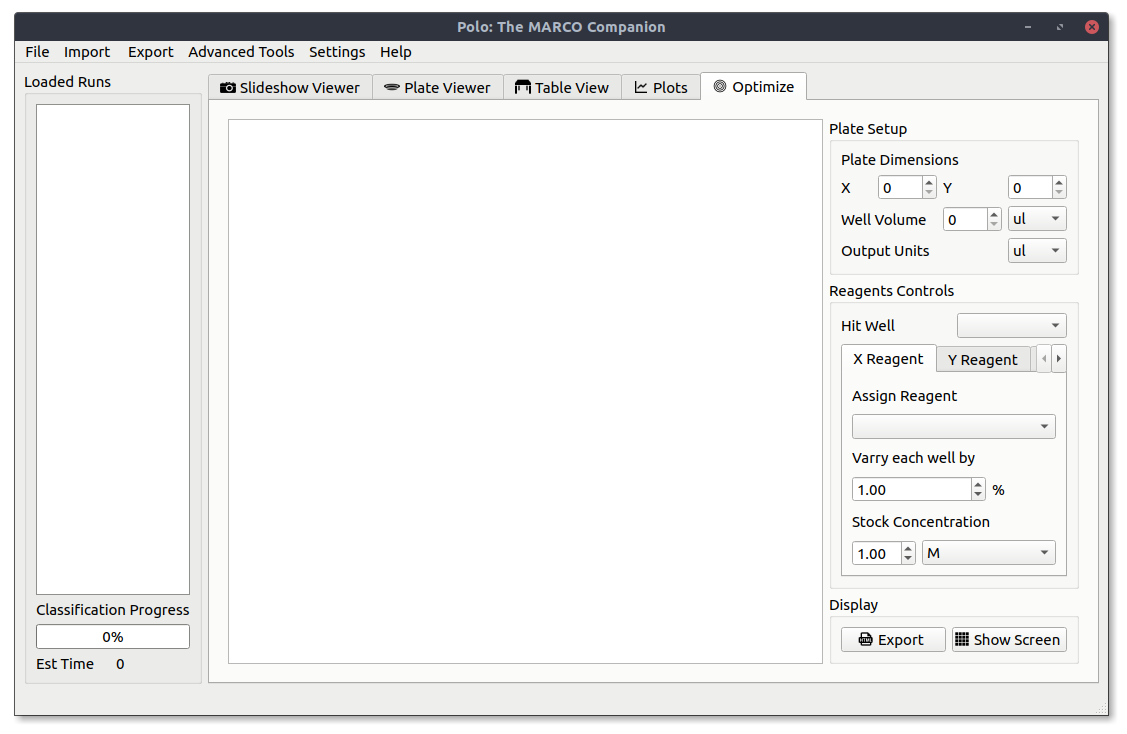 Polo: The MARCO Companion
File Import Export Advanced Tools Settings Help
Loaded Runs
Slideshow Viewer Plate Viewer Table View Plots Optimize
Plate Setup
Plate Dimensions
X 0 Y 0
Well Volume 0 ul
Output Units ul
Reagents Controls
Hit Well
X Reagent Y Reagent
Assign Reagent
Varry each well by
1.00 %
Stock Concentration
1.00 M
Classification Progress
0%
Est Time 0
Display
Export Show Screen